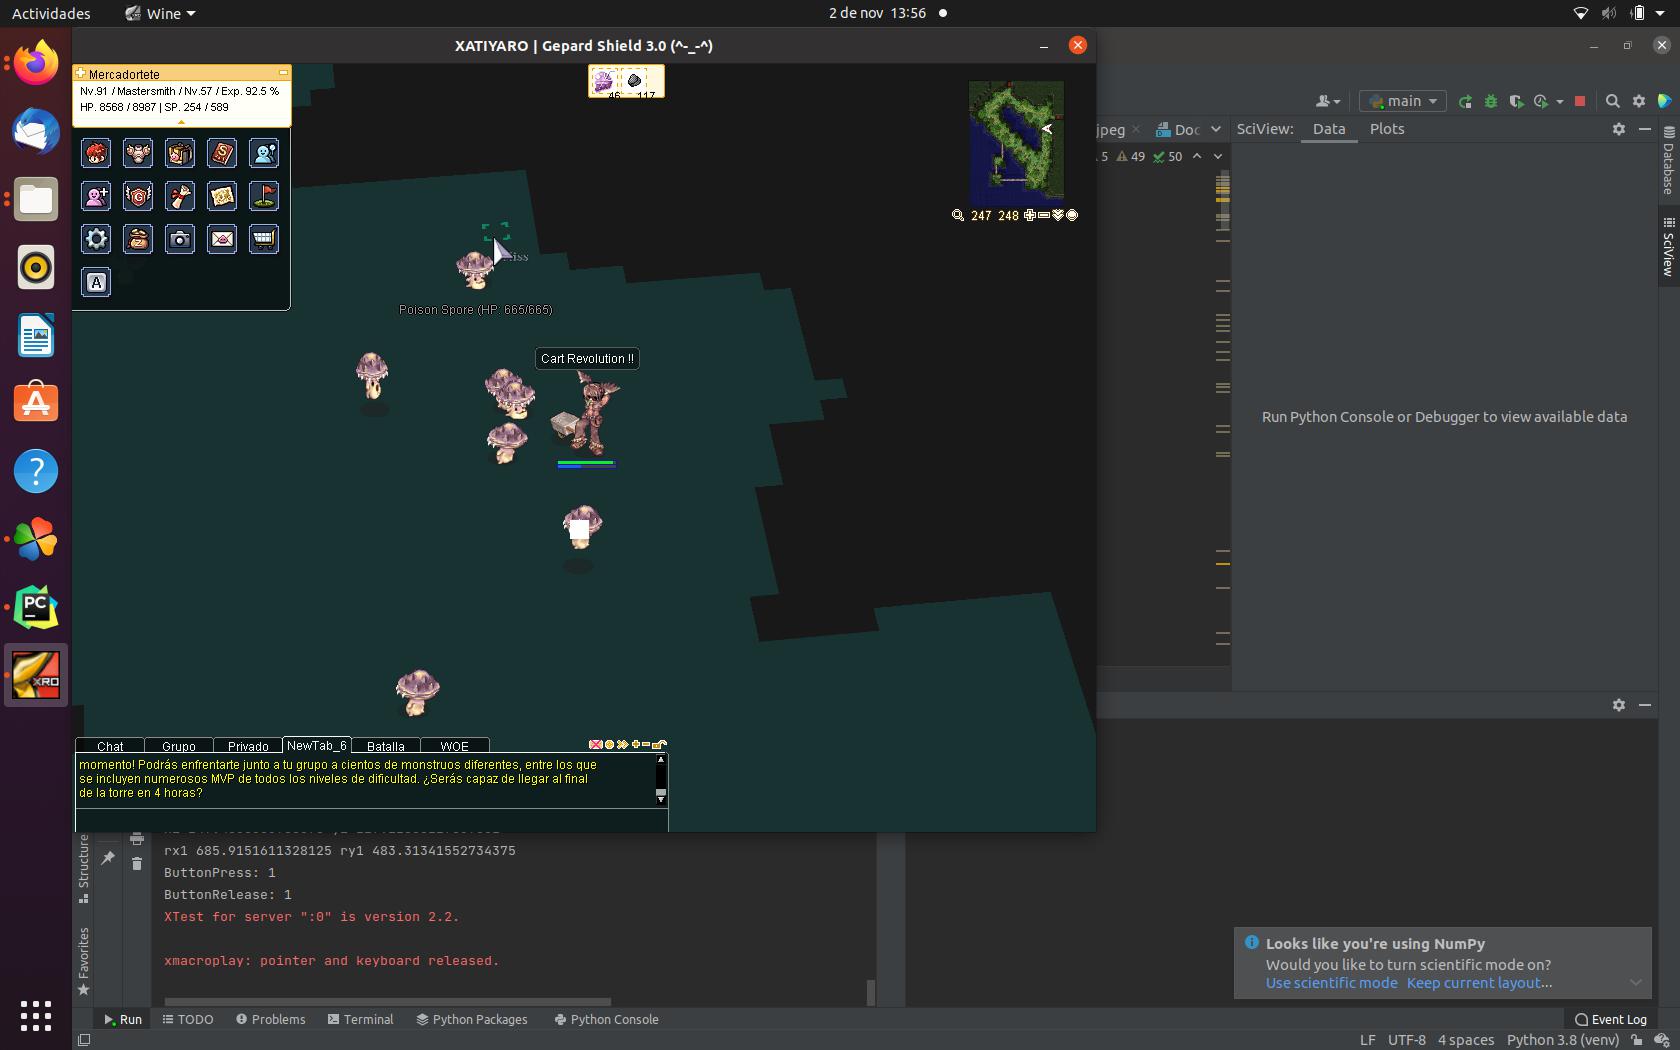 Actividades
Wine
2 de nov 13:56
XATIYARO | Gepard Shield 3.0 (^-_-^)
Mercadortete
Nv.91 / Mastersmith / Nv.57 / Exp. 92.5 %
HP. 8568 / 8987 | SP. 254 / 589
46
117
S
G
A
247 248
iss
Poison Spore (HP: 665/665)
Cart Revolution !!
Chat
Grupo
Privado
NewTab_6
Batalla
WOE
momento! Podrás enfrentarte junto a tu grupo a cientos de monstruos diferentes, entre los que
se incluyen numerosos MVP de todos los niveles de dificultad. ¿Serás capaz de llegar al final
de la torre en 4 horas?
main
jpeg
Doc
SciView:
Data
Plots
5
49
50
Database
SciView
Run Python Console or Debugger to view available data
PC
XRO
Structure
Favorites
rx1 685.9151611328125 ry1 483.31341552734375
ButtonPress: 1
ButtonRelease: 1
XTest for server ":0" is version 2.2.
xmacroplay: pointer and keyboard released.
Looks like you're using NumPy
Would you like to turn scientific mode on?
Use scientific mode Keep current layout...
Run
TODO
Problems
Terminal
Python Packages
Python Console
Event Log
LF
UTF-8
4 spaces
Python 3.8 (venv)